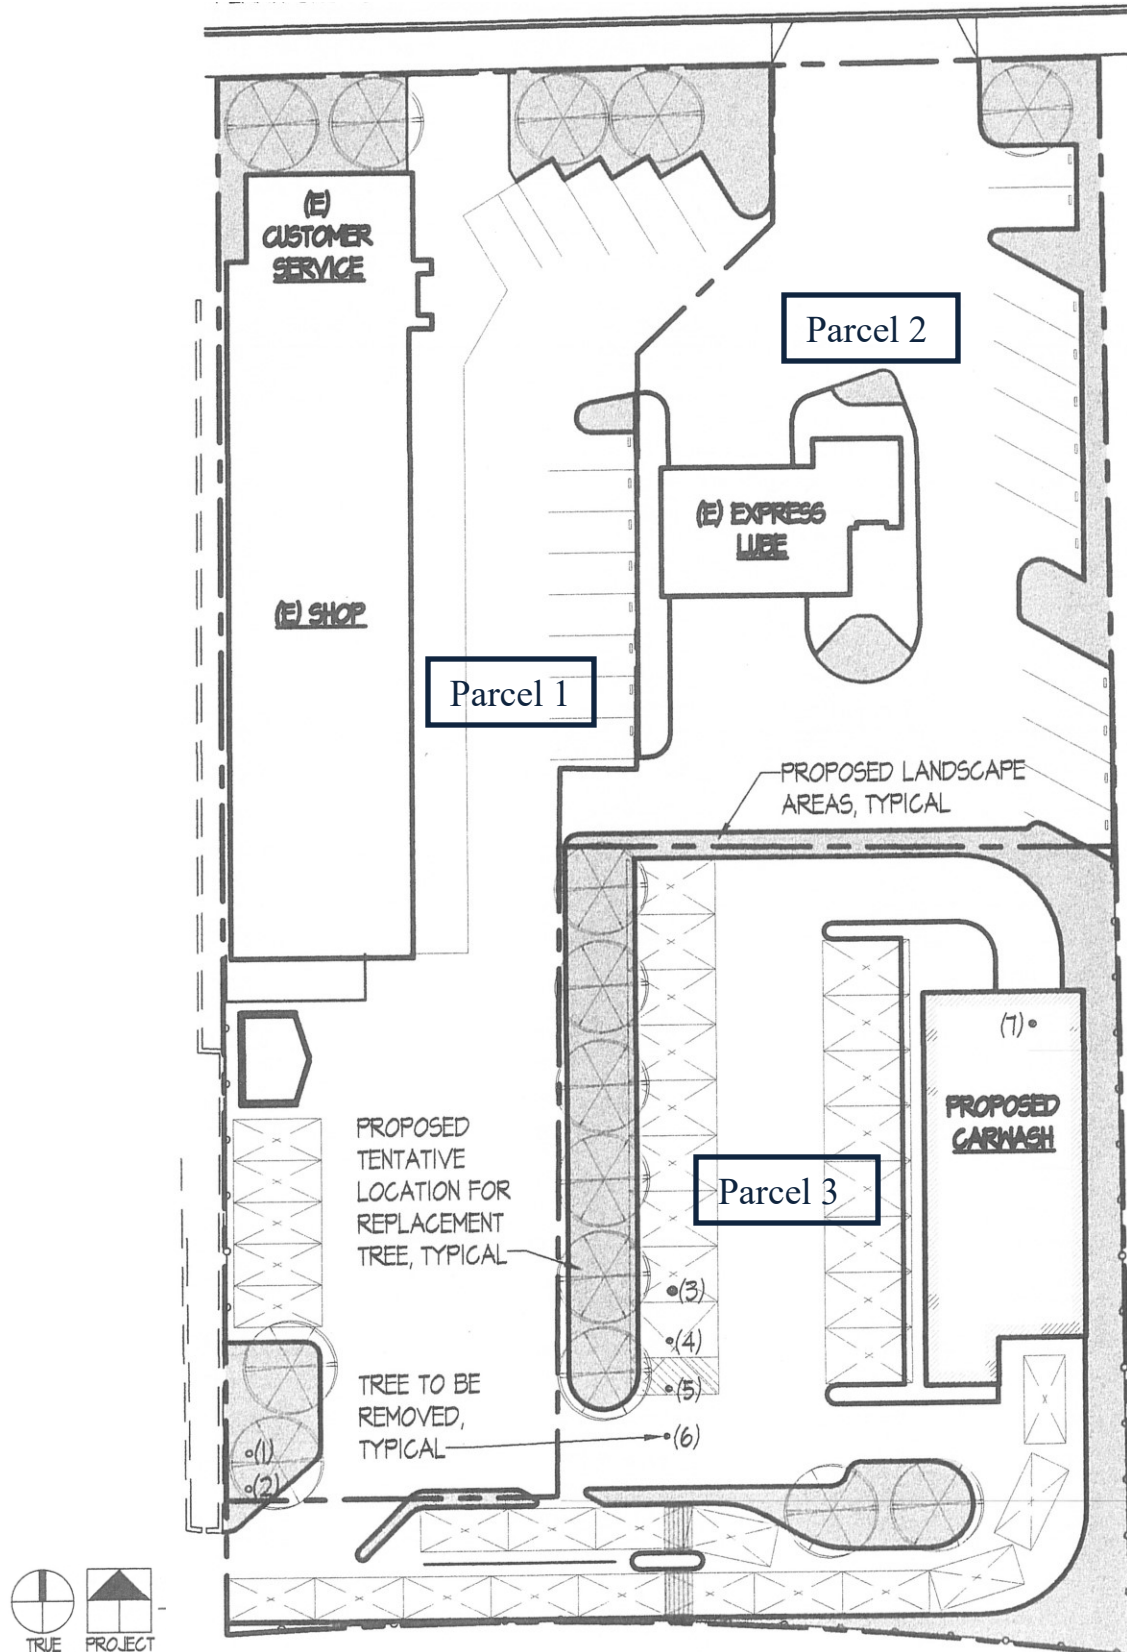 (E)
CUSTOMER
SERVICE
Parcel 2
(E) EXPRESS
LUBE
(E) SHOP
Parcel 1
PROPOSED LANDSCAPE
AREAS, TYPICAL
(7)
PROPOSED
CARWASH
PROPOSED
TENTATIVE
LOCATION FOR
REPLACEMENT
TREE, TYPICAL
Parcel 3
(3)
(4)
(5)
TREE TO BE
REMOVED,
TYPICAL
(6)
(1)
(2)
TRUE PROJECT